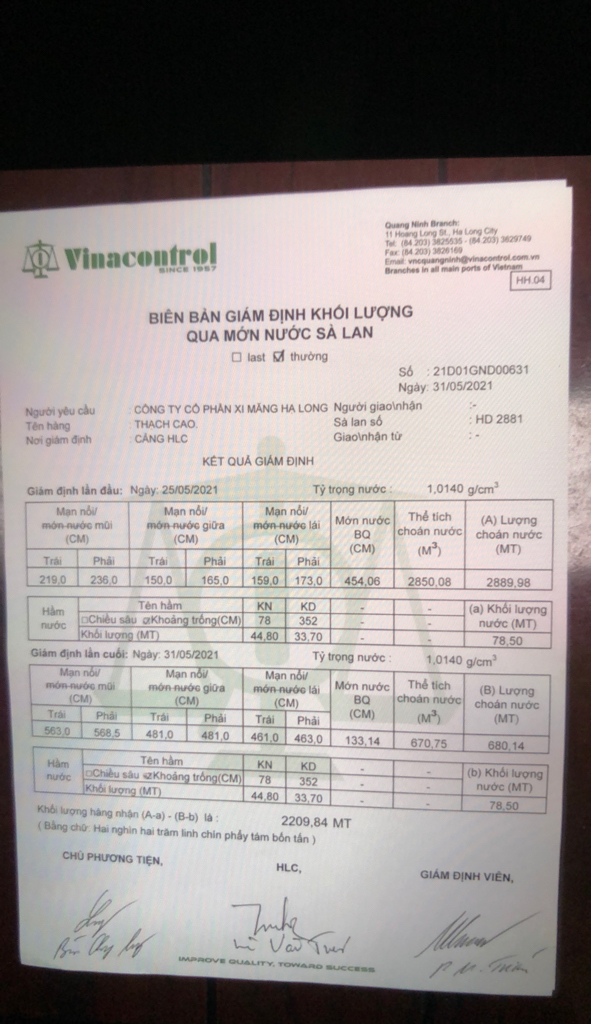 Vinacontrol
SINCE 1957
Quang Ninh Branch:
11 Hoang Long St., Ha Long City
Tel: (84.203) 3825535 - (84.203) 3829749
Fax: (84.203) 3826169
Email: vncquangninh@vinacontrol.com.vn
Branches in all main ports of Vietnam
HH.04
BIÊN BẢN GIÁM ĐỊNH KHỐI LƯỢNG
QUA MỚN NƯỚC SÀ LAN
☐ last ☑ thường
Số : 21D01GND00631
Ngày: 31/05/2021
Người yêu cầu : CÔNG TY CỔ PHẦN XI MĂNG HẠ LONG Người giao\nhận :-
Tên hàng : THẠCH CAO. Sà lan số : HD 2881
Nơi giám định : CẢNG HLC Giao\nhận từ : -
KẾT QUẢ GIÁM ĐỊNH
Giám định lần đầu: Ngày: 25/05/2021 Tỷ trọng nước : 1,0140 g/cm3
Mạn nổi/ Mạn nổi/ Mạn nổi/ Mớn nước Thể tích (A) Lượng
mớn nước mũi mớn nước giữa mớn nước lái BQ choán nước choán nước
(CM) (CM) (CM) (CM) (M3) (MT)
Trái Phải Trái Phải Trái Phải
219,0 236,0 150,0 165,0 159,0 173,0 454,06 2850,08 2889,98
Hầm nước Tên hầm KN KD - - (a) Khối lượng nước (MT)
☐Chiều sâu ☑Khoảng trống(CM) 78 352 - -
Khối lượng (MT) 44,80 33,70 - - 78,50
Giám định lần cuối: Ngày: 31/05/2021 Tỷ trọng nước : 1,0140 g/cm3
Mạn nổi/ Mạn nổi/ Mạn nổi/ Mớn nước Thể tích (B) Lượng
mớn nước mũi mớn nước giữa mớn nước lái BQ choán nước choán nước
(CM) (CM) (CM) (CM) (M3) (MT)
Trái Phải Trái Phải Trái Phải
563,0 568,5 481,0 481,0 461,0 463,0 133,14 670,75 680,14
Hầm nước Tên hầm KN KD - - (b) Khối lượng nước (MT)
☐Chiều sâu ☑Khoảng trống(CM) 78 352 - -
Khối lượng (MT) 44,80 33,70 - - 78,50
Khối lượng hàng nhận (A-a) - (B-b) là : 2209,84 MT
( Bằng chữ: Hai nghìn hai trăm linh chín phẩy tám bốn tấn )
CHỦ PHƯƠNG TIỆN, HLC, GIÁM ĐỊNH VIÊN,
IMPROVE QUALITY, TOWARD SUCCESS